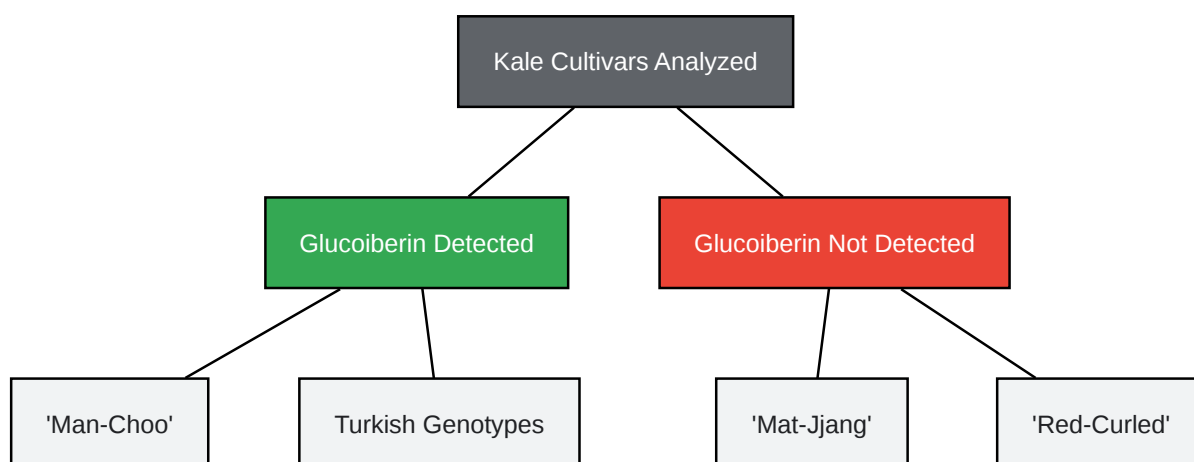 Kale Cultivars Analyzed
Glucoiberin Detected
Glucoiberin Not Detected
'Man-Choo'
Turkish Genotypes
'Mat-Jjang'
'Red-Curled'